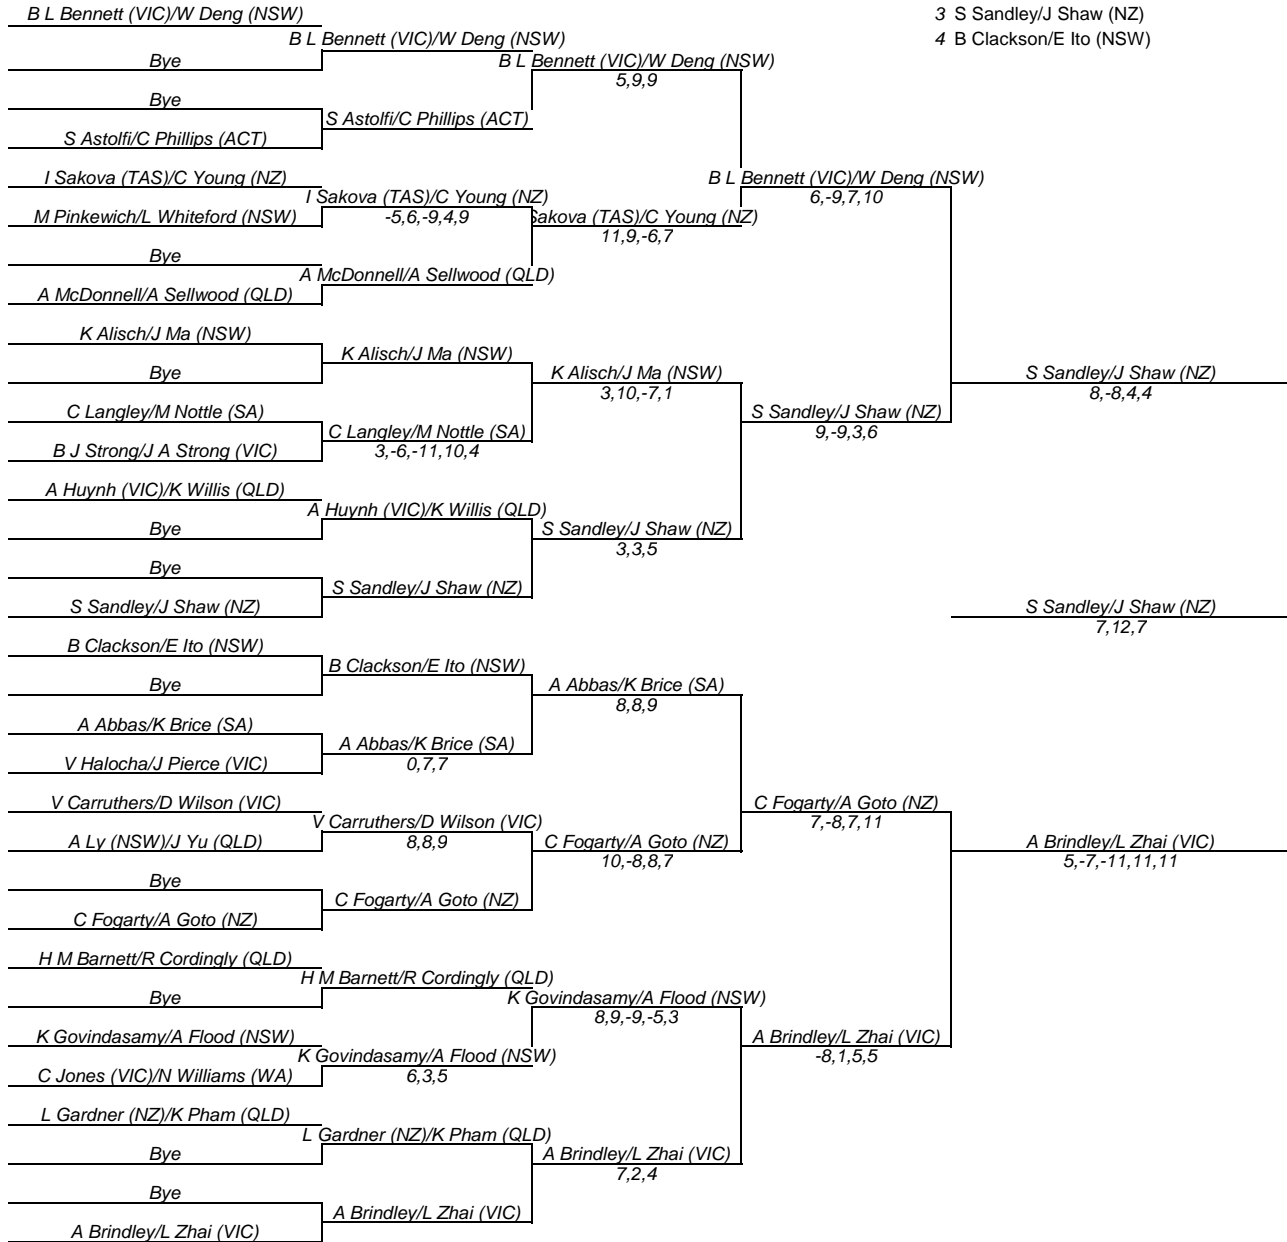 B L Bennett (VIC)/W Deng (NSW)
3 S Sandley/J Shaw (NZ)
B L Bennett (VIC)/W Deng (NSW)
4 B Clackson/E Ito (NSW)
Bye
B L Bennett (VIC)/W Deng (NSW)
5,9,9
Bye
S Astolfi/C Phillips (ACT)
S Astolfi/C Phillips (ACT)
I Sakova (TAS)/C Young (NZ)
B L Bennett (VIC)/W Deng (NSW)
I Sakova (TAS)/C Young (NZ)
6,-9,7,10
M Pinkewich/L Whiteford (NSW)
-5,6,-9,4,9
Sakova (TAS)/C Young (NZ)
11,9,-6,7
Bye
A McDonnell/A Sellwood (QLD)
A McDonnell/A Sellwood (QLD)
K Alisch/J Ma (NSW)
K Alisch/J Ma (NSW)
Bye
K Alisch/J Ma (NSW)
S Sandley/J Shaw (NZ)
3,10,-7,1
8,-8,4,4
C Langley/M Nottle (SA)
S Sandley/J Shaw (NZ)
C Langley/M Nottle (SA)
9,-9,3,6
B J Strong/J A Strong (VIC)
3,-6,-11,10,4
A Huynh (VIC)/K Willis (QLD)
A Huynh (VIC)/K Willis (QLD)
Bye
S Sandley/J Shaw (NZ)
3,3,5
Bye
S Sandley/J Shaw (NZ)
S Sandley/J Shaw (NZ)
S Sandley/J Shaw (NZ)
7,12,7
B Clackson/E Ito (NSW)
B Clackson/E Ito (NSW)
Bye
A Abbas/K Brice (SA)
8,8,9
A Abbas/K Brice (SA)
A Abbas/K Brice (SA)
V Halocha/J Pierce (VIC)
0,7,7
V Carruthers/D Wilson (VIC)
C Fogarty/A Goto (NZ)
V Carruthers/D Wilson (VIC)
7,-8,7,11
A Ly (NSW)/J Yu (QLD)
8,8,9
C Fogarty/A Goto (NZ)
A Brindley/L Zhai (VIC)
10,-8,8,7
5,-7,-11,11,11
Bye
C Fogarty/A Goto (NZ)
C Fogarty/A Goto (NZ)
H M Barnett/R Cordingly (QLD)
H M Barnett/R Cordingly (QLD)
Bye
K Govindasamy/A Flood (NSW)
8,9,-9,-5,3
K Govindasamy/A Flood (NSW)
A Brindley/L Zhai (VIC)
K Govindasamy/A Flood (NSW)
-8,1,5,5
C Jones (VIC)/N Williams (WA)
6,3,5
L Gardner (NZ)/K Pham (QLD)
L Gardner (NZ)/K Pham (QLD)
Bye
A Brindley/L Zhai (VIC)
7,2,4
Bye
A Brindley/L Zhai (VIC)
A Brindley/L Zhai (VIC)